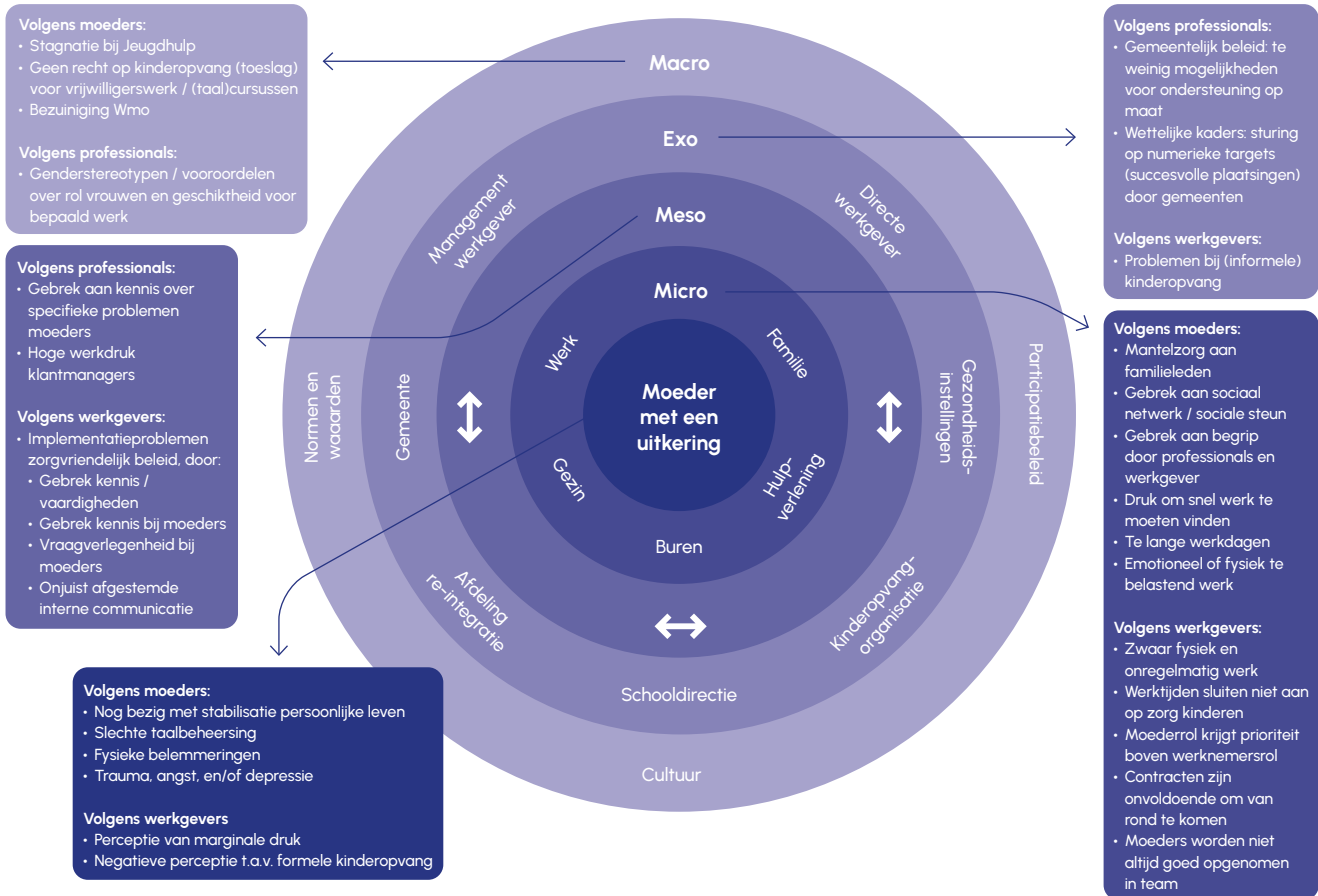 Volgens moeders:
• Stagnatie bij Jeugdhulp
• Geen recht op kinderopvang (toeslag)
voor vrijwilligerswerk / (taal)cursussen
• Bezuiniging Wmo
Volgens professionals:
• Genderstereotypen / vooroordelen
over rol vrouwen en geschiktheid voor
bepaald werk
Volgens professionals:
• Gebrek aan kennis over
specifieke problemen
moeders
• Hoge werkdruk
klantmanagers
Volgens werkgevers:
• Implementatieproblemen
zorgvriendelijk beleid, door:
• Gebrek kennis /
vaardigheden
• Gebrek kennis bij moeders
• Vraagverlegenheid bij
moeders
• Onjuist afgestemde
interne communicatie
Volgens moeders:
• Nog bezig met stabilisatie persoonlijke leven
• Slechte taalbeheersing
• Fysieke belemmeringen
• Trauma, angst, en/of depressie
Volgens werkgevers
• Perceptie van marginale druk
• Negatieve perceptie t.a.v. formele kinderopvang
Macro
Exo
Meso
Micro
Moeder
met een
uitkering
Werk
Familie
Gezin
Hulp-
verlening
Buren
Management
werkgever
Directe
werkgever
Gemeente
Gezondheids-
instellingen
Afdeling
re-integratie
Kinderopvang-
organisatie
Schooldirectie
Normen en
waarden
Participatiebeleid
Cultuur
Volgens professionals:
• Gemeentelijk beleid: te
weinig mogelijkheden
voor ondersteuning op
maat
• Wettelijke kaders: sturing
op numerieke targets
(succesvolle plaatsingen)
door gemeenten
Volgens werkgevers:
• Problemen bij (informele)
kinderopvang
Volgens moeders:
• Mantelzorg aan
familieleden
• Gebrek aan sociaal
netwerk / sociale steun
• Gebrek aan begrip
door professionals en
werkgever
• Druk om snel werk te
moeten vinden
• Te lange werkdagen
• Emotioneel of fysiek te
belastend werk
Volgens werkgevers:
• Zwaar fysiek en
onregelmatig werk
• Werktijden sluiten niet aan
op zorg kinderen
• Moederrol krijgt prioriteit
boven werknemersrol
• Contracten zijn
onvoldoende om van
rond te komen
• Moeders worden niet
altijd goed opgenomen
in team